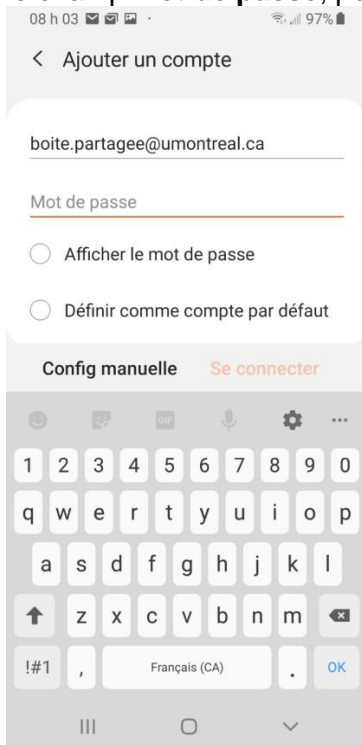 08 h 03 97%
Ajouter un compte
boite.partagee@umontreal.ca
Mot de passe
Afficher le mot de passe
Définir comme compte par défaut
Config manuelle Se connecter
GIF
1 2 3 4 5 6 7 8 9 0
q w e r t y u i o p
a s d f g h j k l
z x c v b n m
!#1 , Français (CA) . OK